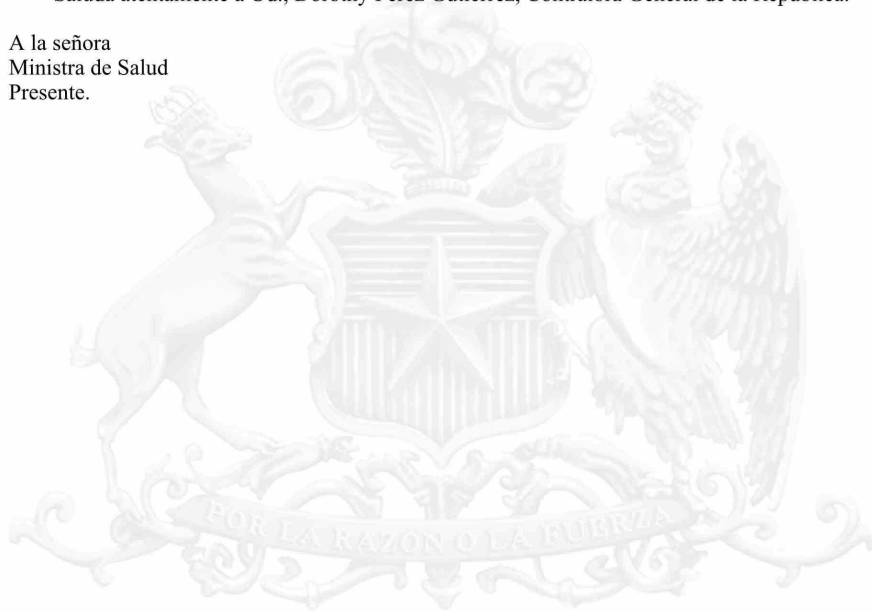 Saluda atentamente a Ud., Dorothy Pérez Gutiérrez, Contralora General de la República.
A la señora
Ministra de Salud
Presente.
POR LA RAZÓN O LA FUERZA